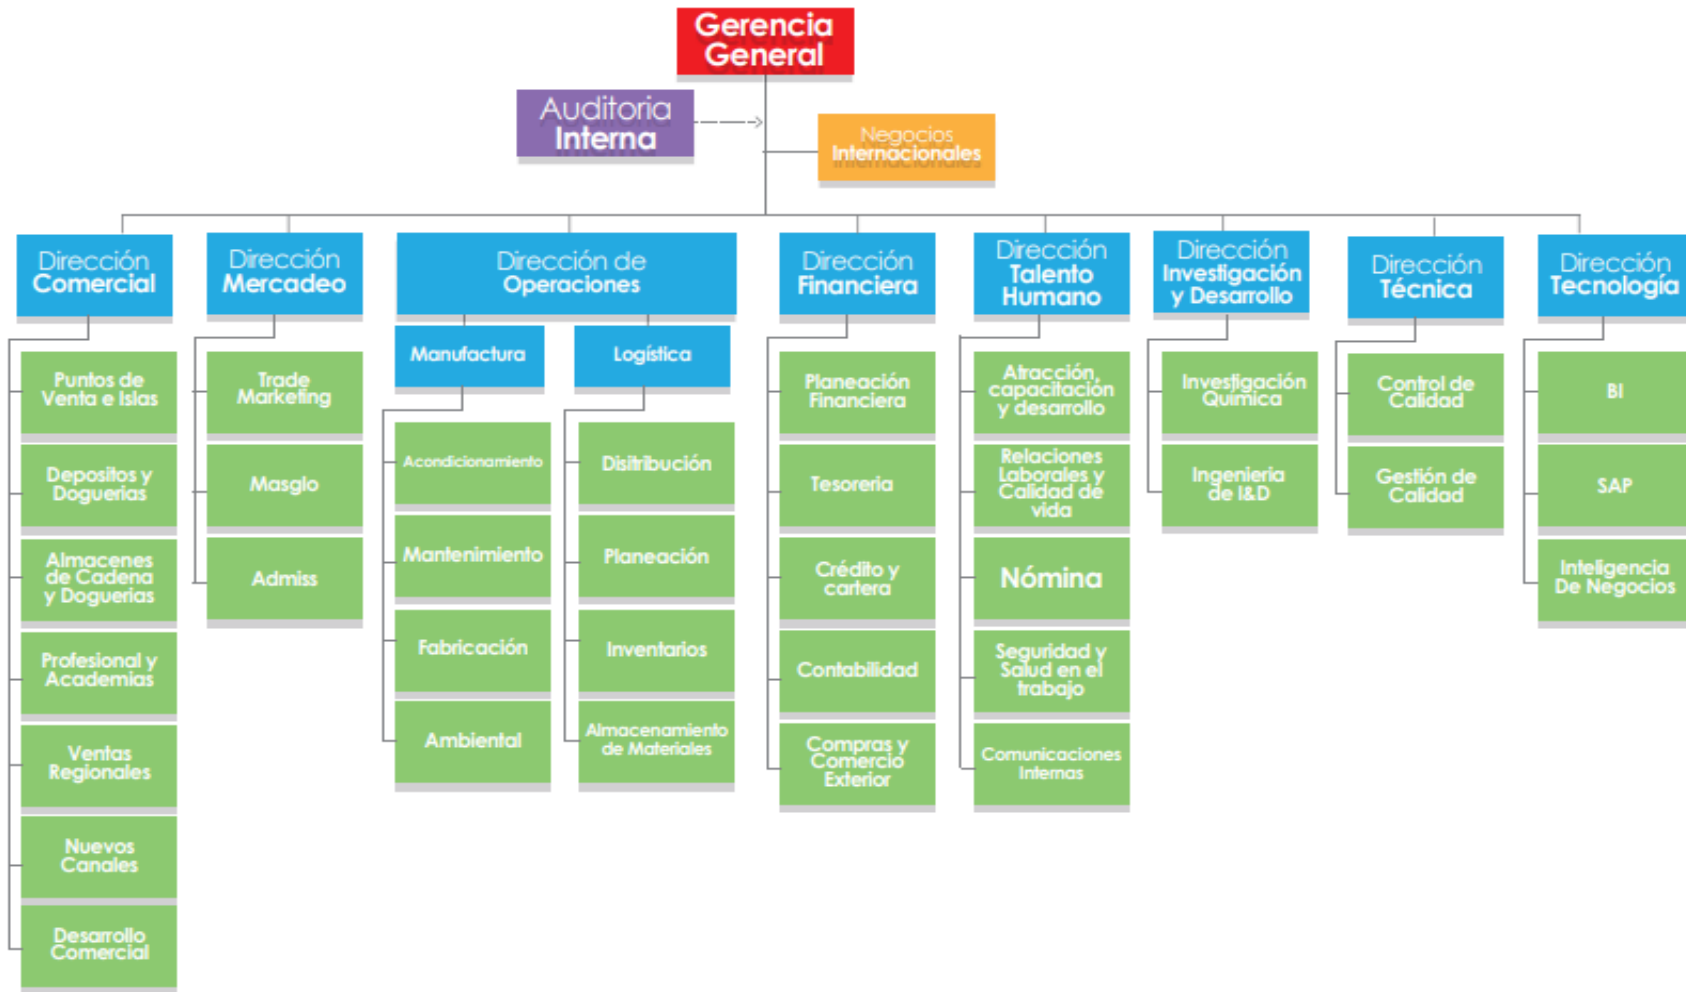 Gerencia
General
Auditoria
Interna
Negocios
Internacionales
Dirección
Comercial
Dirección
Mercadeo
Dirección de
Operaciones
Dirección
Financiera
Dirección
Talento
Humano
Dirección
Investigación
y Desarrollo
Dirección
Técnica
Dirección
Tecnología
Manufactura
Logística
Puntos de
Venta e Islas
Depositos y
Doguerias
Almacenes
de Cadena
y Doguerias
Profesional y
Academias
Ventas
Regionales
Nuevos
Canales
Desarrollo
Comercial
Trade
Marketing
Masglo
Admiss
Acondicionamiento
Mantenimiento
Fabricación
Ambiental
Disitribución
Planeación
Inventarios
Almacenamiento
de Materiales
Planeación
Financiera
Tesoreria
Crédito y
cartera
Contabilidad
Compras y
Comercio
Exterior
Atracción,
capacitación
y desarrollo
Relaciones
Laborales y
Calidad de
vida
Nómina
Seguridad y
Salud en el
trabajo
Comunicaciones
Internas
Investigación
Química
Ingenieria
de I&D
Control de
Calidad
Gestión de
Calidad
BI
SAP
Inteligencia
De Negocios